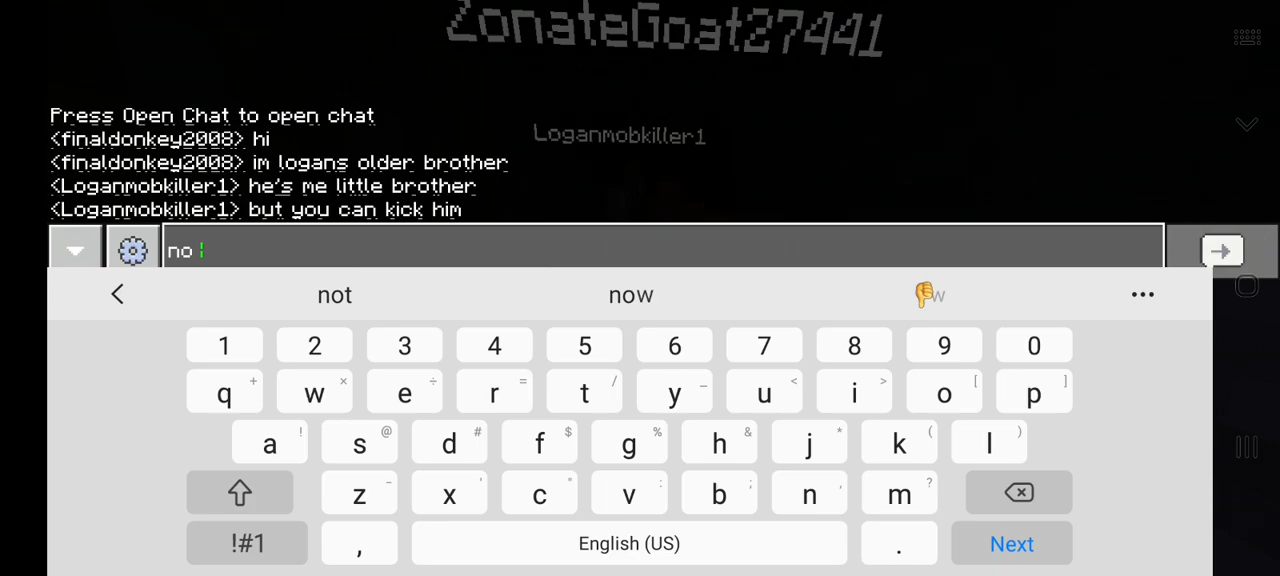 ZonateGoat27441
Press Open Chat to open chat
<finaldonkey2008> hi
Loganmobkiller1
<finaldonkey2008> im logans older brother
<Loganmobkiller1> he's me little brother
<Loganmobkiller1> but you can kick him
no
not now 👎w
1 2 3 4 5 6 7 8 9 0
q + w × e ÷ r = t / y _ u < i > o [ p ]
a ! s @ d # f $ g % h & j * k ( l )
z - x ' c " v : b ; n , m ?
!#1 , English (US) . Next